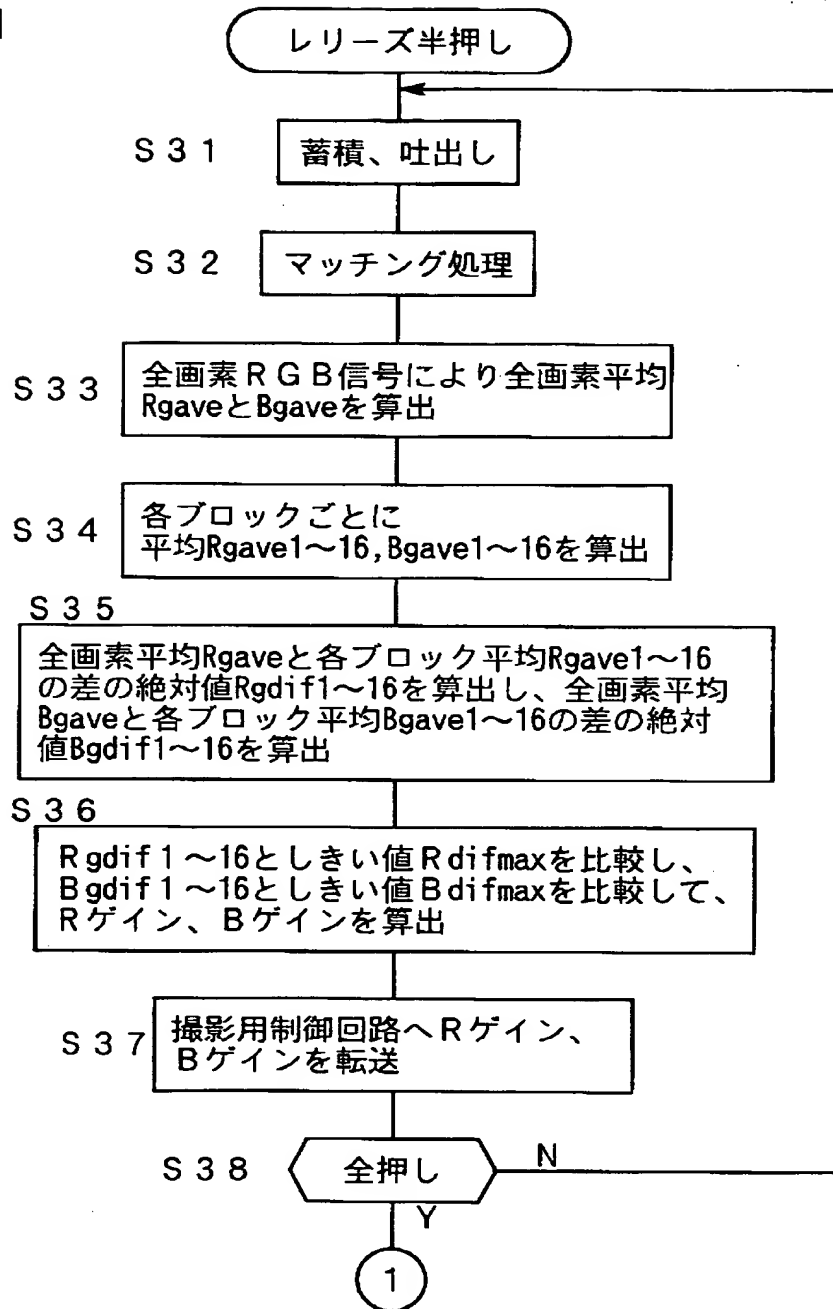 レリーズ半押し
S31
蓄積、吐出し
S32
マッチング処理
S33
全画素RGB信号により全画素平均
RgaveとBgaveを算出
S34
各ブロックごとに
平均Rgave1～16,Bgave1～16を算出
S35
全画素平均Rgaveと各ブロック平均Rgave1～16
の差の絶対値Rgdif1～16を算出し、全画素平均
Bgaveと各ブロック平均Bgave1～16の差の絶対
値Bgdif1～16を算出
S36
Rgdif1～16としきい値Rdifmaxを比較し、
Bgdif1～16としきい値Bdifmaxを比較して、
Rゲイン、Bゲインを算出
S37
撮影用制御回路へRゲイン、
Bゲインを転送
S38
全押し
N
Y
1